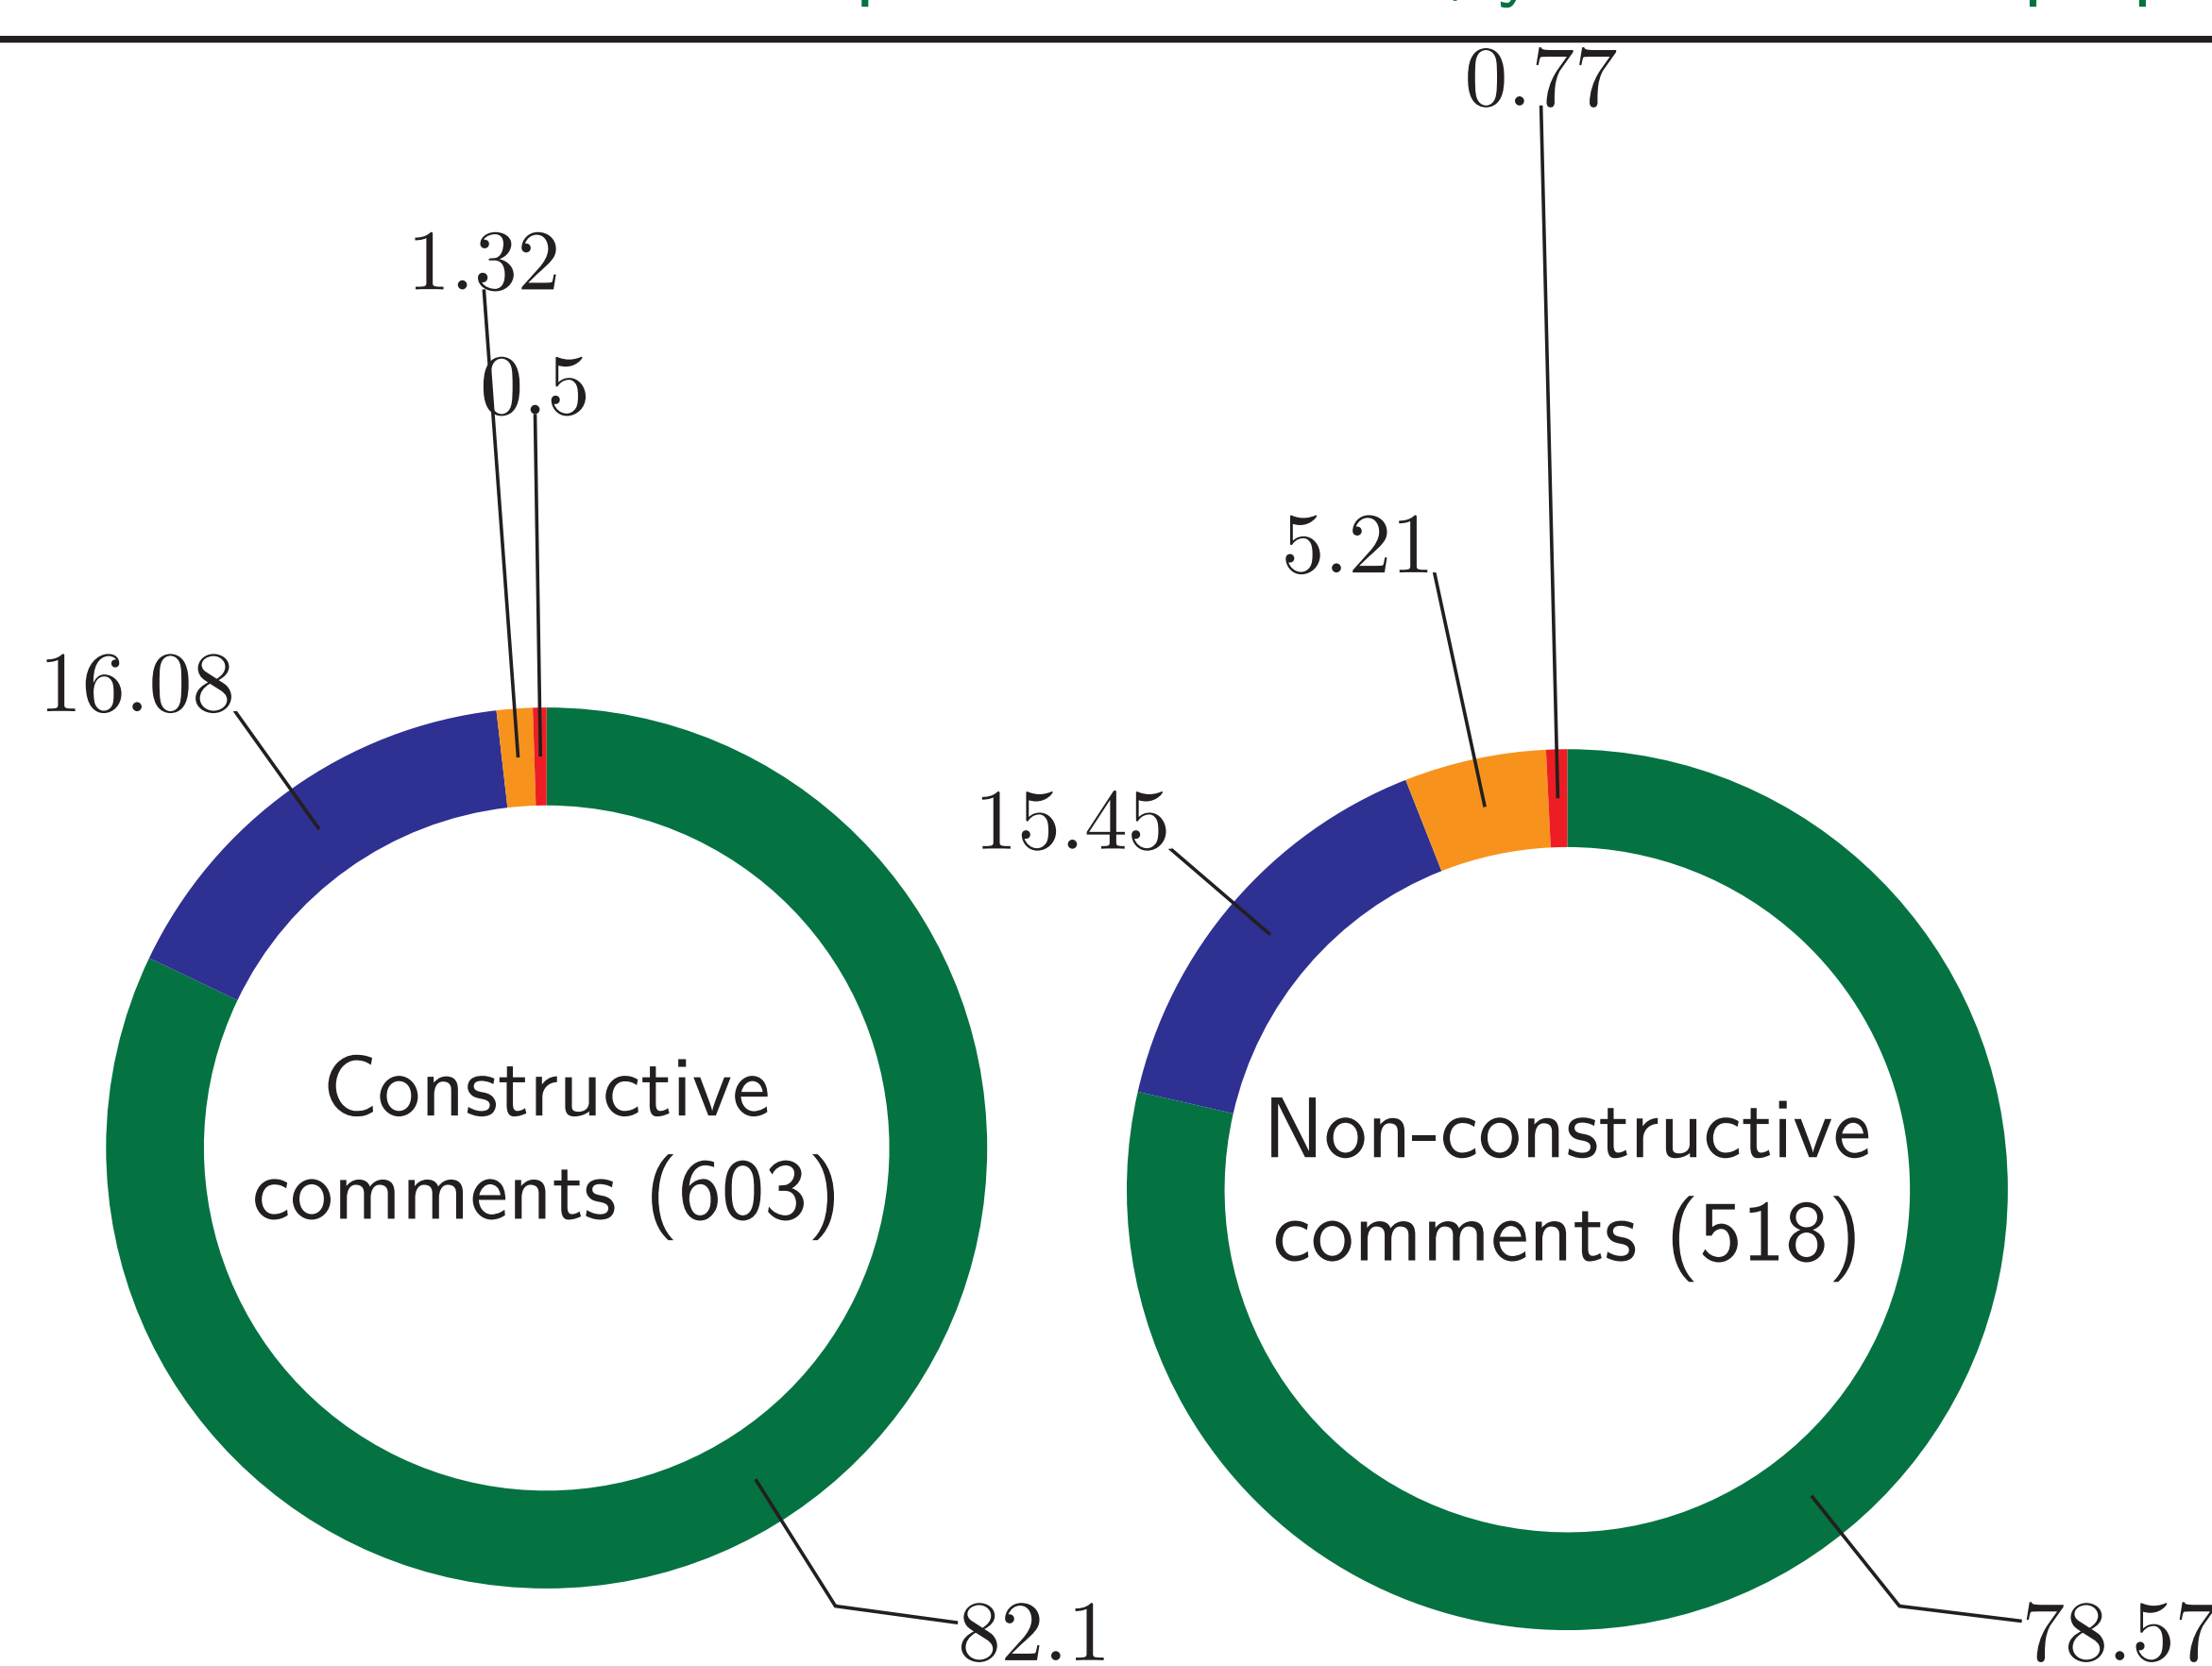 0.77
1.32
0.5
5.21
16.08
15.45
Constructive
comments (603)
Non-constructive
comments (518)
82.1
78.57